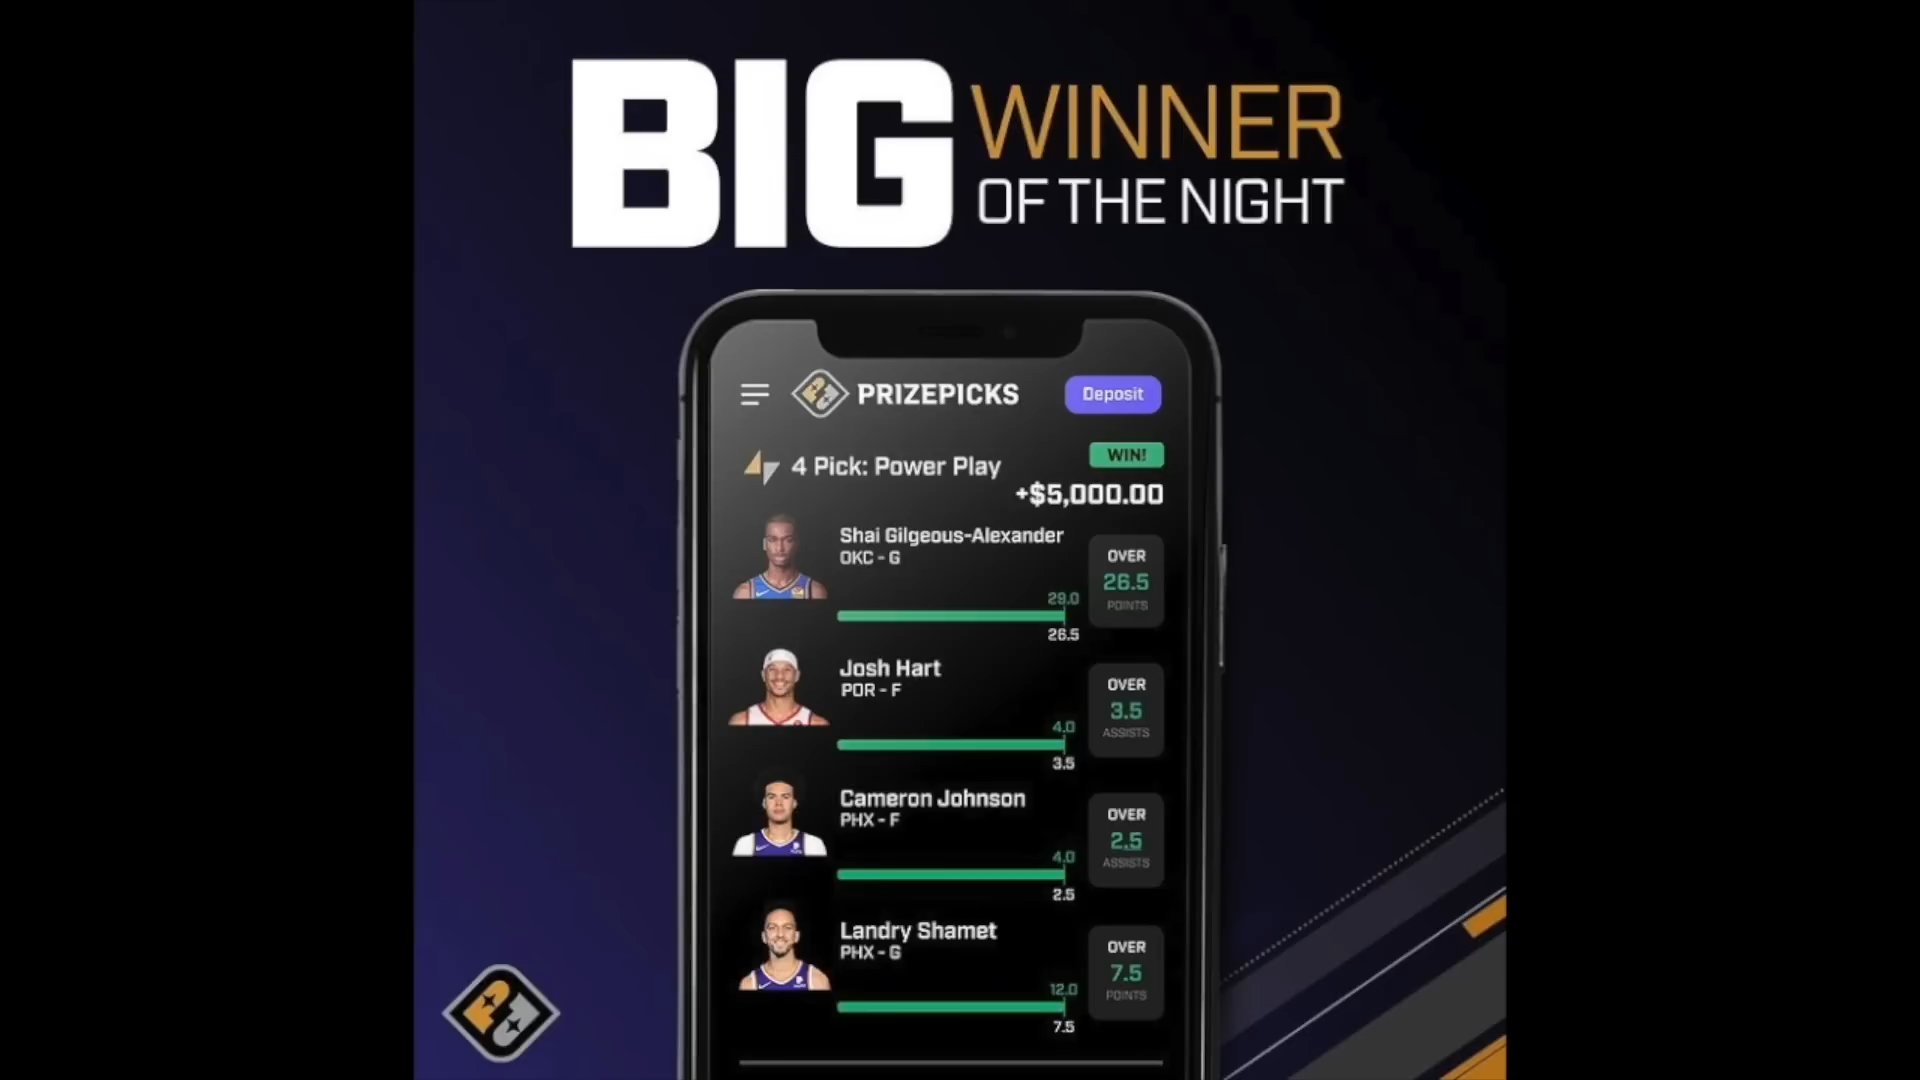 BIG WINNER
OF THE NIGHT
PRIZEPICKS
Deposit
4 Pick: Power Play
WIN!
+$5,000.00
Shai Gilgeous-Alexander
OKC - G
29.0
26.5
OVER
26.5
POINTS
Josh Hart
POR - F
4.0
3.5
OVER
3.5
ASSISTS
Cameron Johnson
PHX - F
4.0
2.5
OVER
2.5
ASSISTS
Landry Shamet
PHX - G
12.0
7.5
OVER
7.5
POINTS